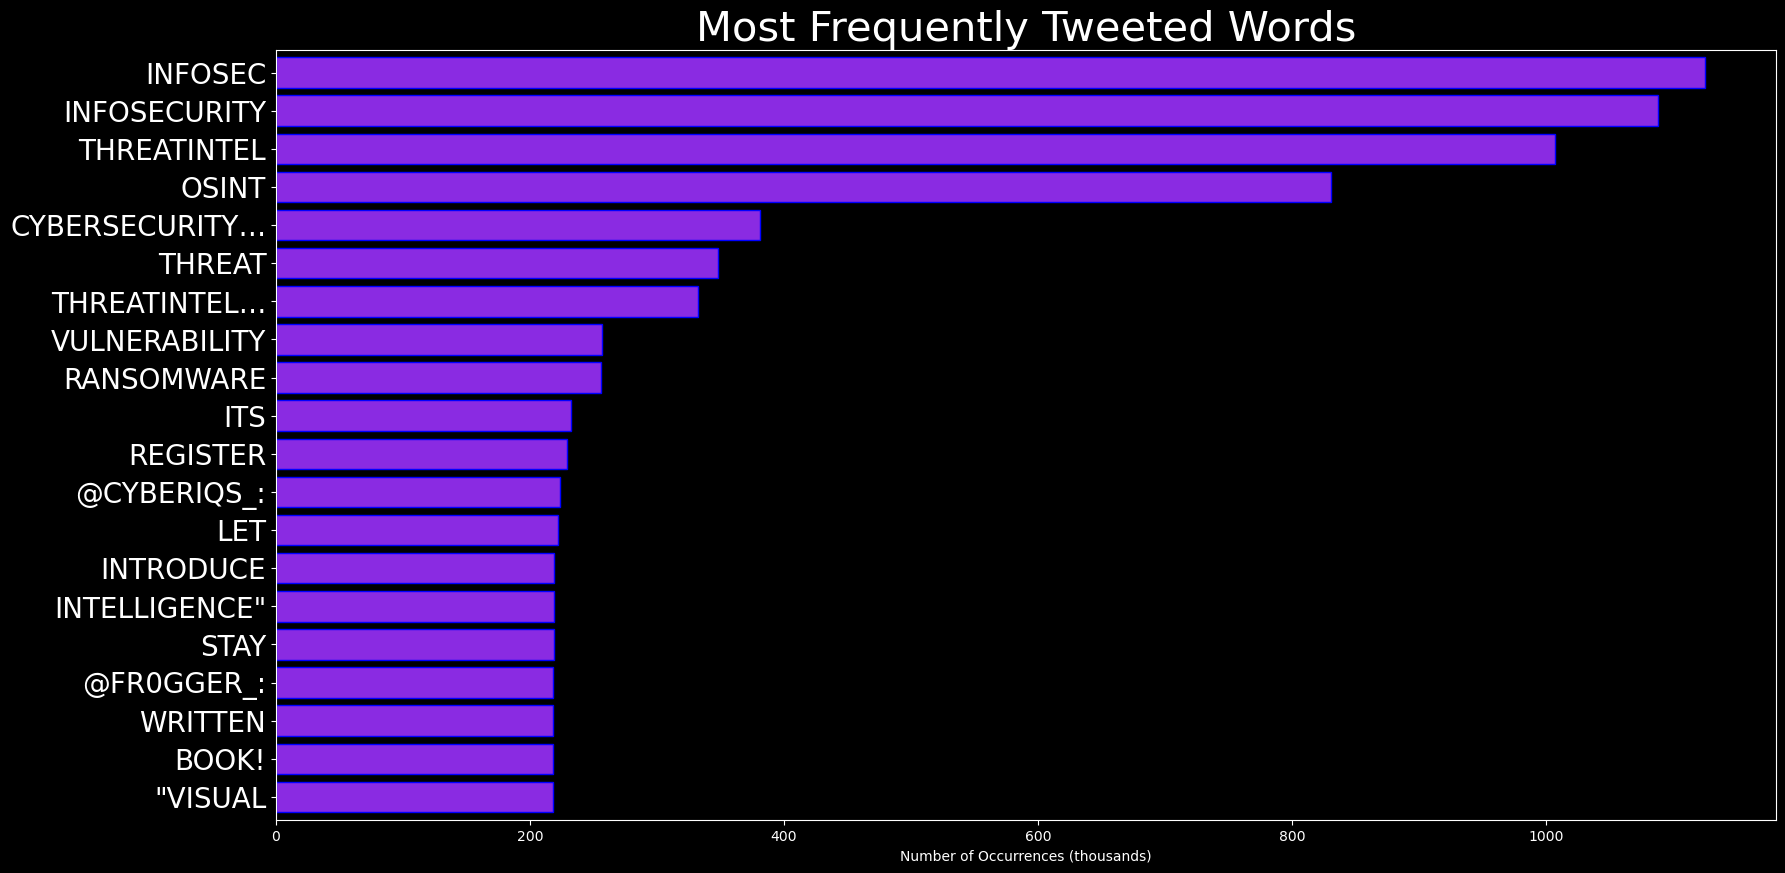 Most Frequently Tweeted Words
INFOSEC
INFOSECURITY
THREATINTEL
OSINT
CYBERSECURITY…
THREAT
THREATINTEL…
VULNERABILITY
RANSOMWARE
ITS
REGISTER
@CYBERIQS_:
LET
INTRODUCE
INTELLIGENCE"
STAY
@FR0GGER_:
WRITTEN
BOOK!
"VISUAL
0 200 400 600 800 1000
Number of Occurrences (thousands)